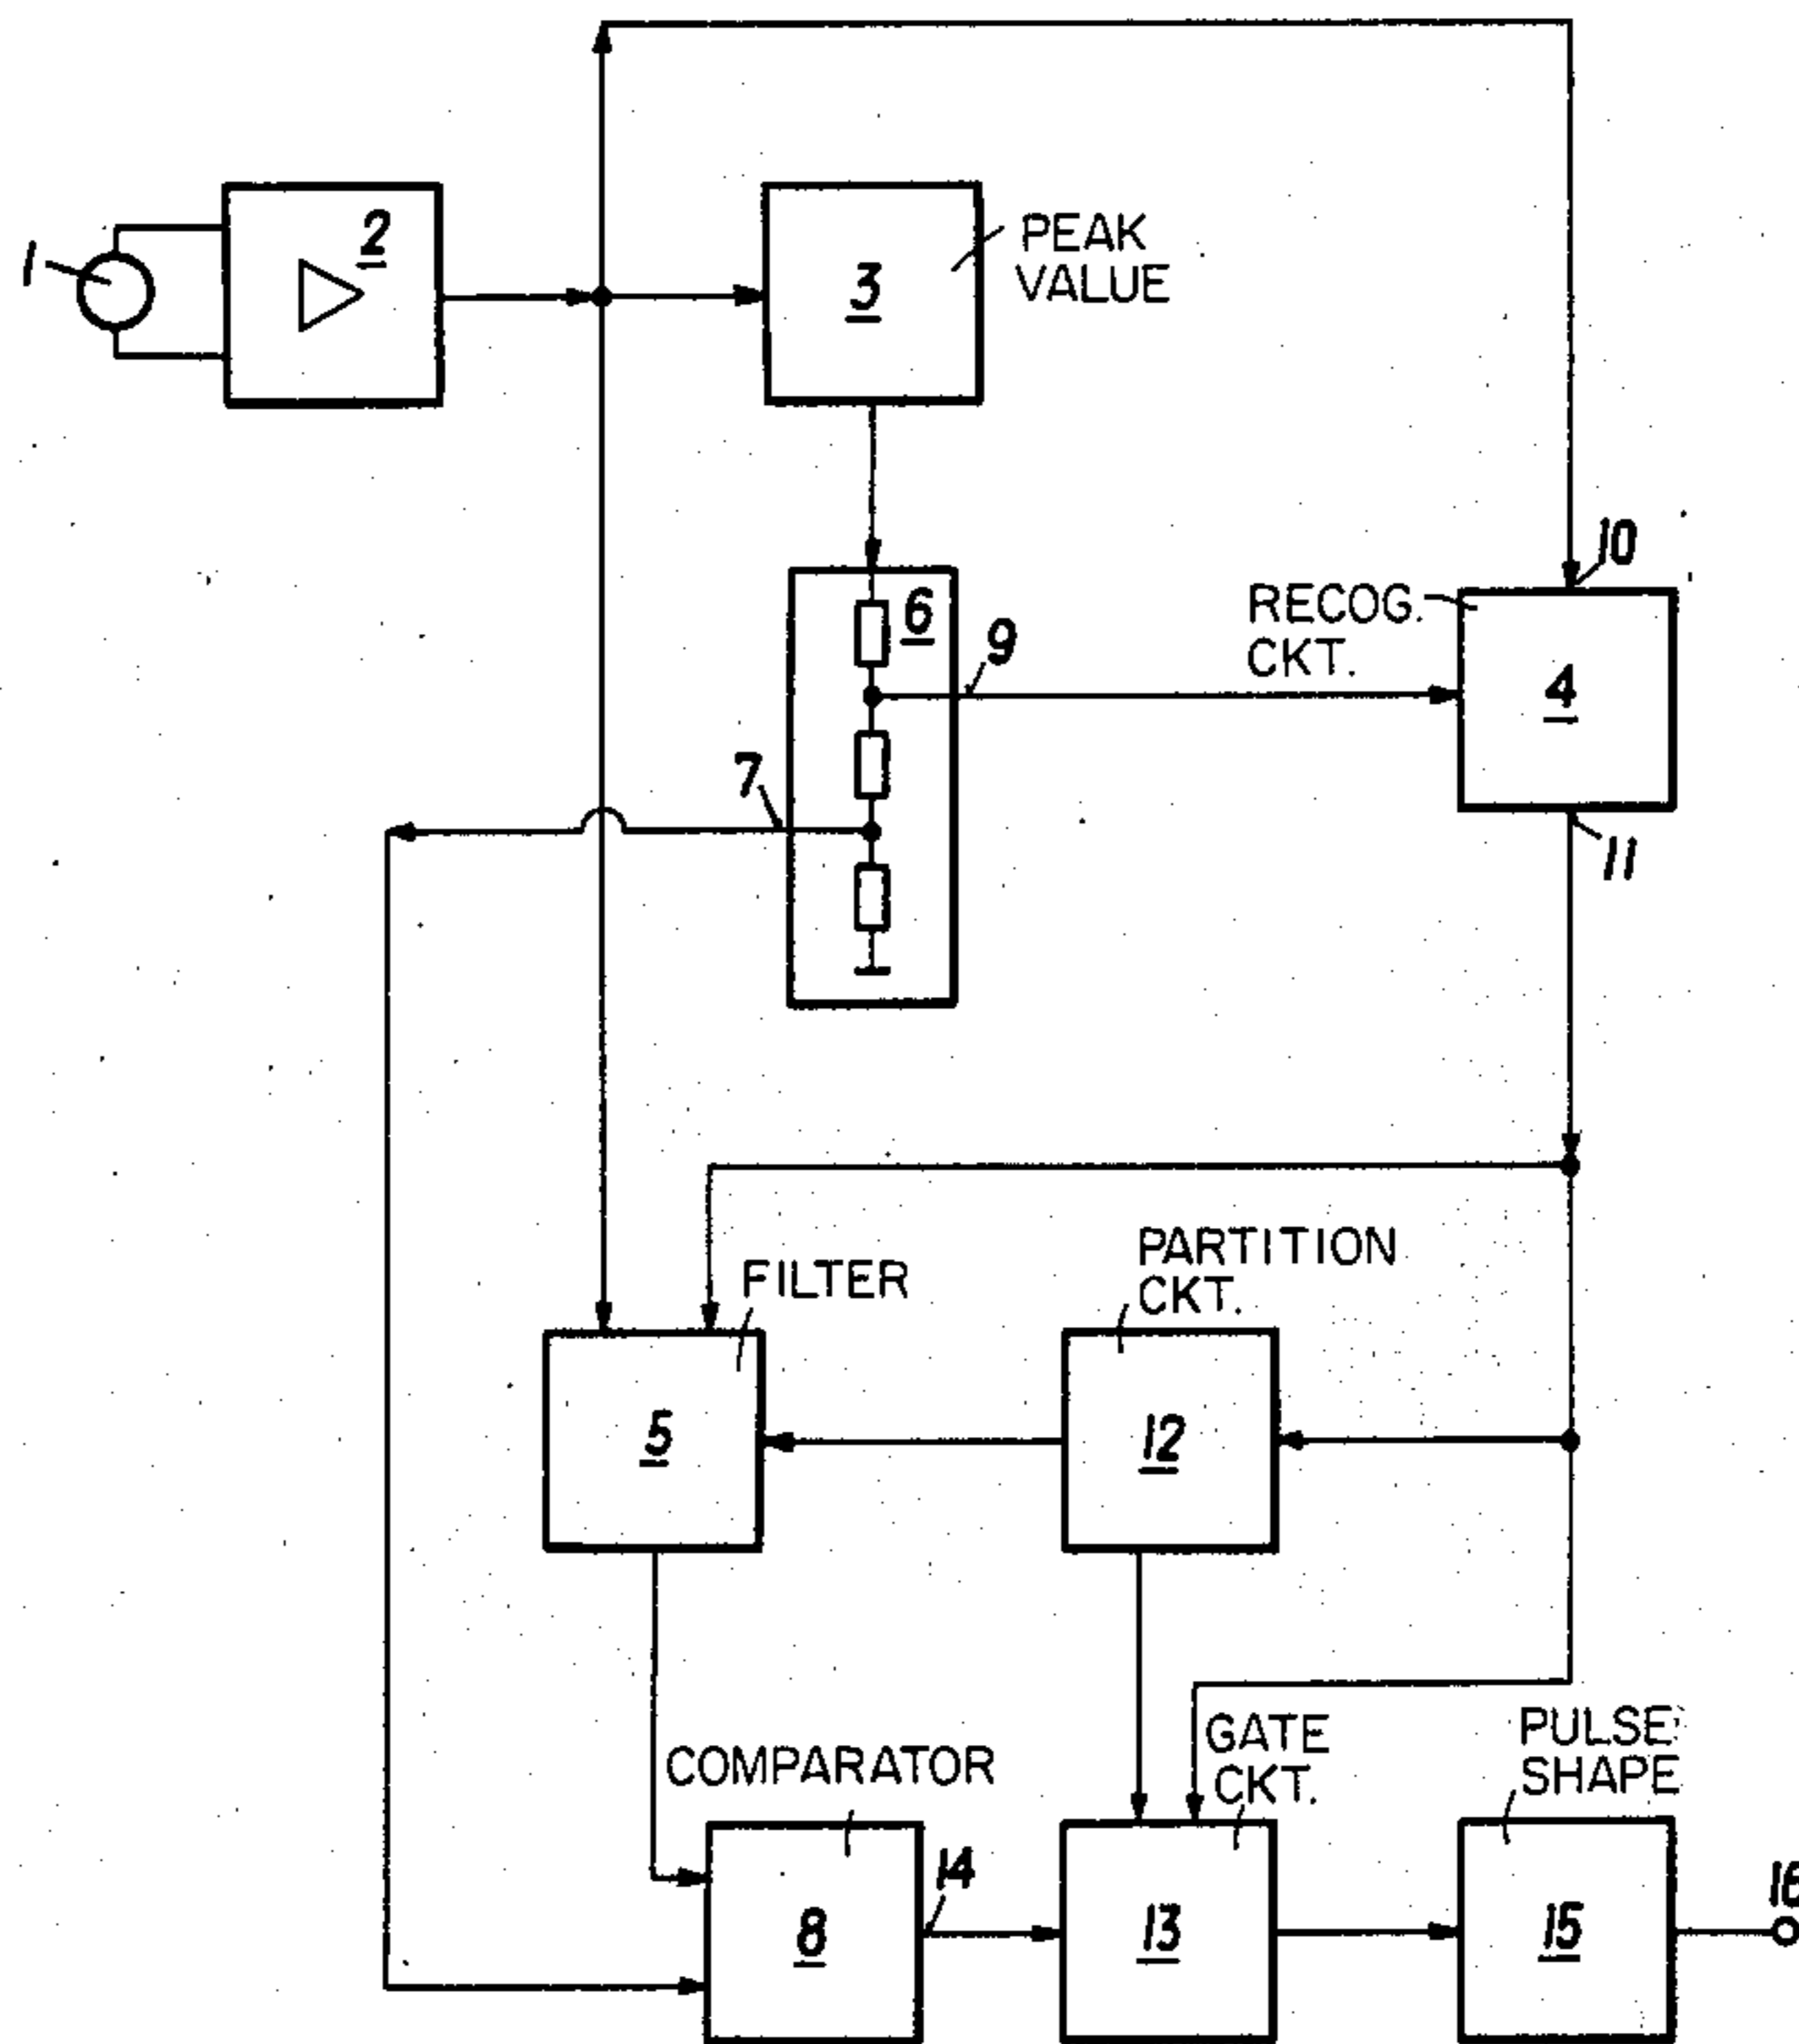 1
2
3
PEAK
VALUE
10
6
9
RECOG.
CKT.
4
7
11
FILTER
PARTITION
CKT.
5
12
COMPARATOR
GATE
CKT.
PULSE
SHAPE
14
16
8
13
15